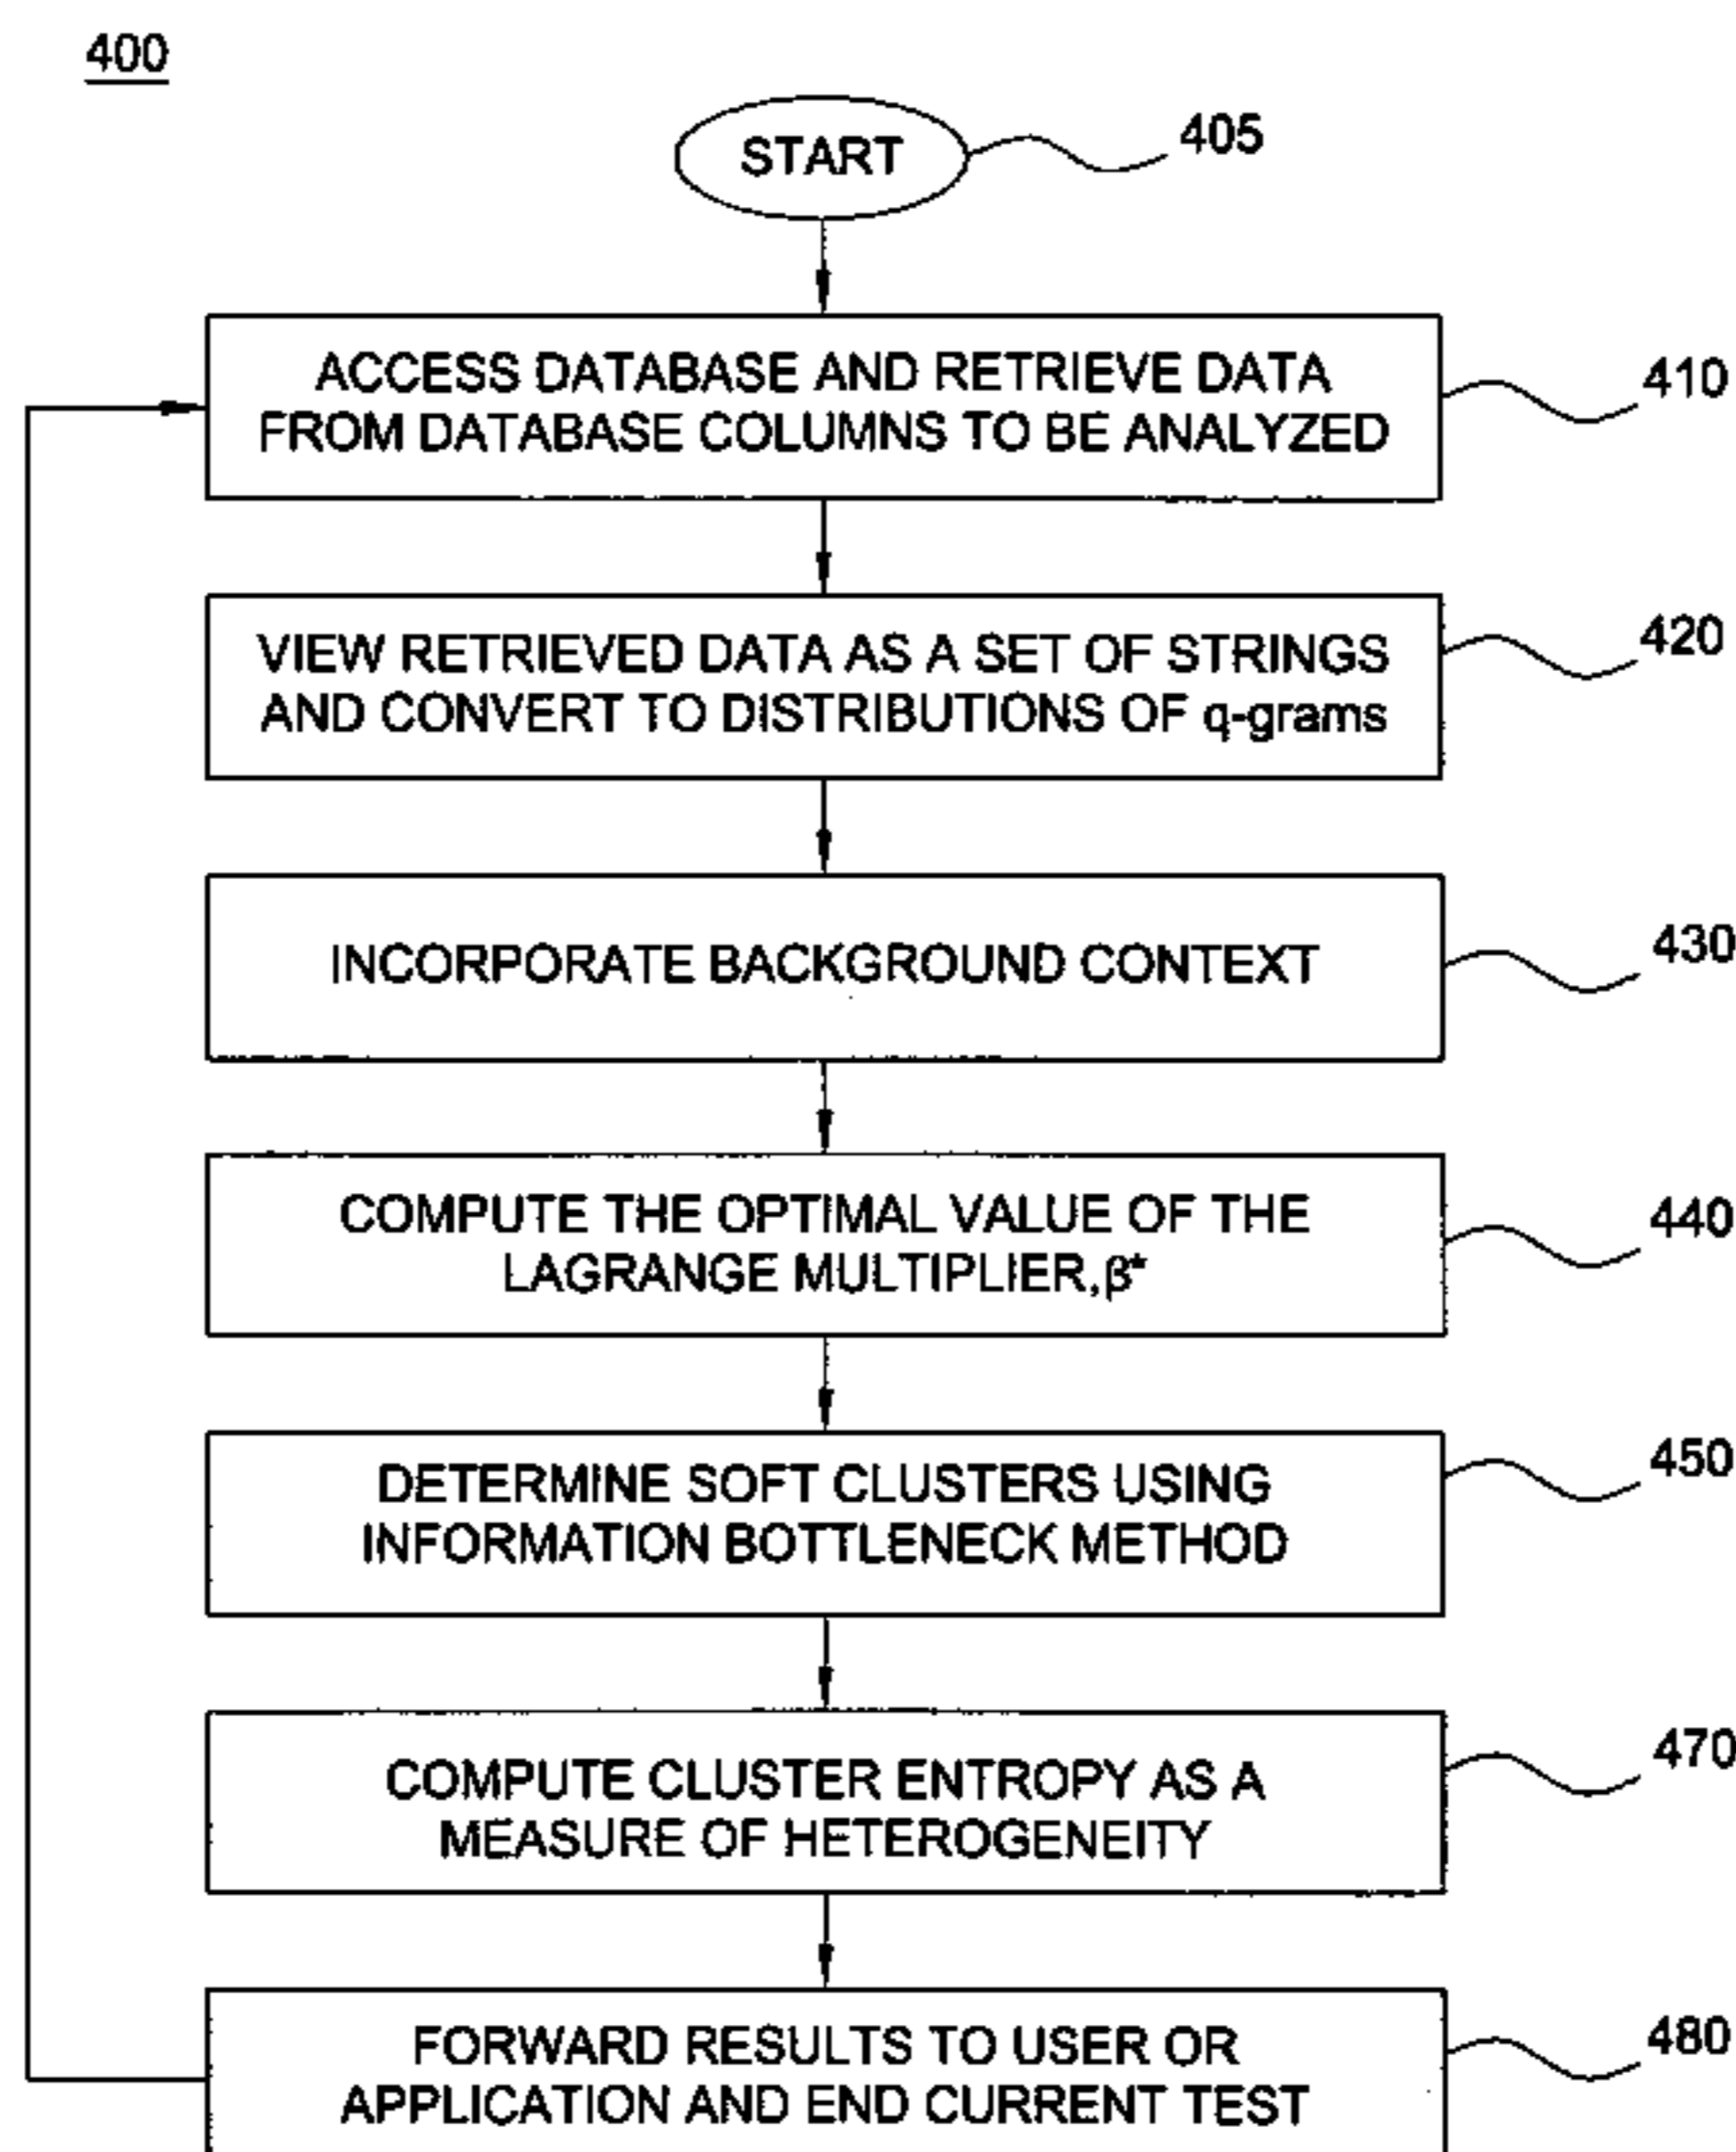 400
START
405
ACCESS DATABASE AND RETRIEVE DATA
FROM DATABASE COLUMNS TO BE ANALYZED
410
VIEW RETRIEVED DATA AS A SET OF STRINGS
AND CONVERT TO DISTRIBUTIONS OF q-grams
420
INCORPORATE BACKGROUND CONTEXT
430
COMPUTE THE OPTIMAL VALUE OF THE
LAGRANGE MULTIPLIER,β*
440
DETERMINE SOFT CLUSTERS USING
INFORMATION BOTTLENECK METHOD
450
COMPUTE CLUSTER ENTROPY AS A
MEASURE OF HETEROGENEITY
470
FORWARD RESULTS TO USER OR
APPLICATION AND END CURRENT TEST
480